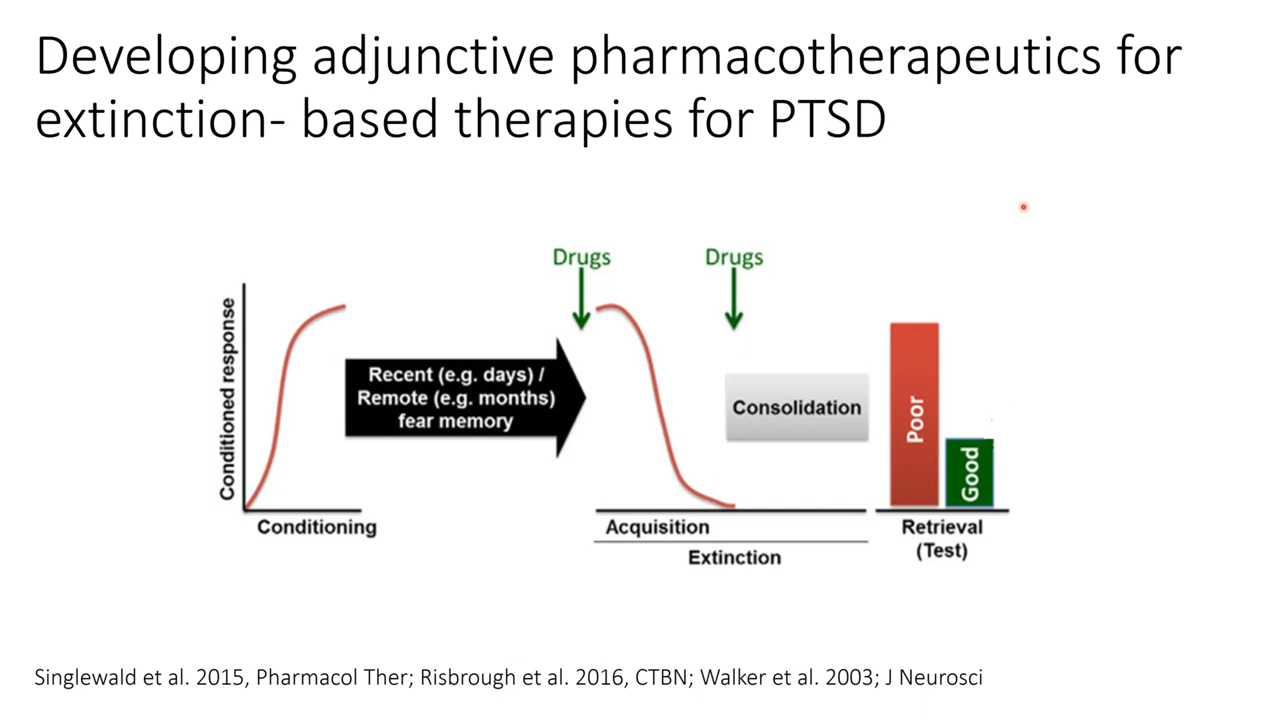 Developing adjunctive pharmacotherapeutics for
extinction- based therapies for PTSD
Drugs
Drugs
Conditioned response
Recent (e.g. days) /
Remote (e.g. months)
fear memory
Consolidation
Poor
Good
Conditioning
Acquisition
Extinction
Retrieval
(Test)
Singlewald et al. 2015, Pharmacol Ther; Risbrough et al. 2016, CTBN; Walker et al. 2003; J Neurosci